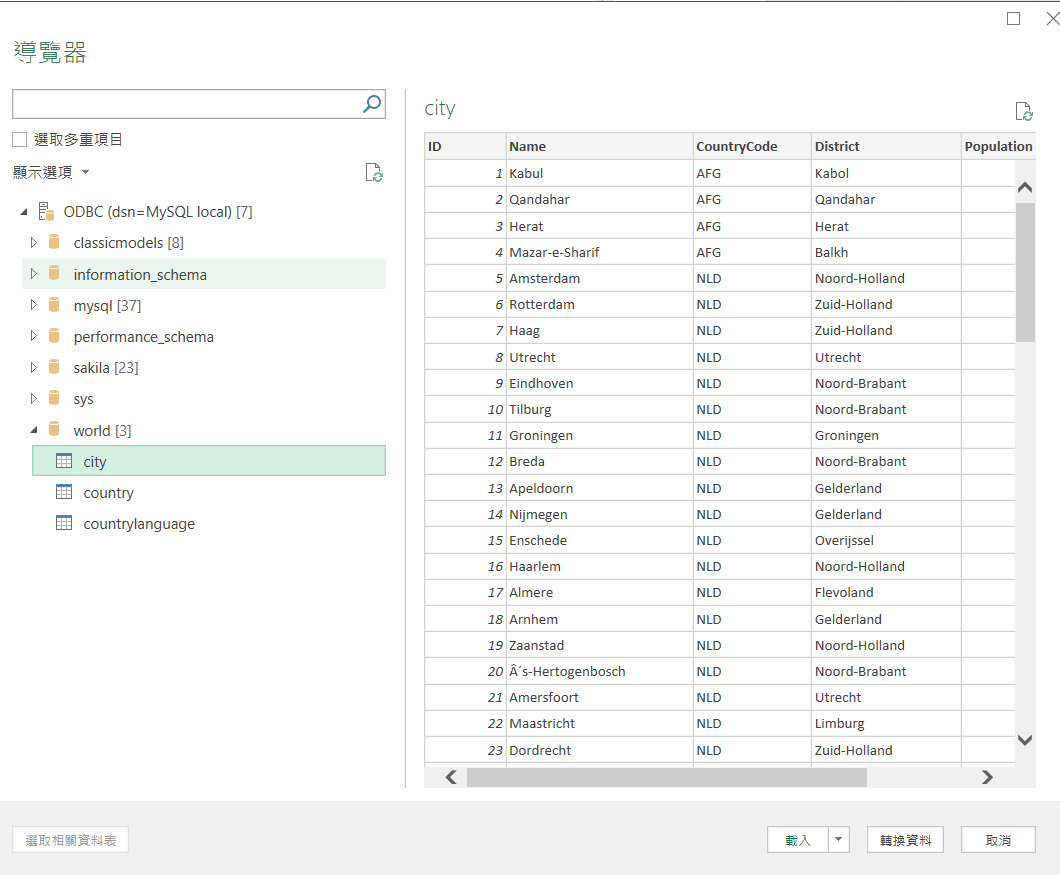 導覽器
選取多重項目
顯示選項
ODBC (dsn=MySQL local) [7]
classicmodels [8]
information_schema
mysql [37]
performance_schema
sakila [23]
sys
world [3]
city
country
countrylanguage
city
ID Name CountryCode District Population
1 Kabul AFG Kabol
2 Qandahar AFG Qandahar
3 Herat AFG Herat
4 Mazar-e-Sharif AFG Balkh
5 Amsterdam NLD Noord-Holland
6 Rotterdam NLD Zuid-Holland
7 Haag NLD Zuid-Holland
8 Utrecht NLD Utrecht
9 Eindhoven NLD Noord-Brabant
10 Tilburg NLD Noord-Brabant
11 Groningen NLD Groningen
12 Breda NLD Noord-Brabant
13 Apeldoorn NLD Gelderland
14 Nijmegen NLD Gelderland
15 Enschede NLD Overijssel
16 Haarlem NLD Noord-Holland
17 Almere NLD Flevoland
18 Arnhem NLD Gelderland
19 Zaanstad NLD Noord-Holland
20 Â´s-Hertogenbosch NLD Noord-Brabant
21 Amersfoort NLD Utrecht
22 Maastricht NLD Limburg
23 Dordrecht NLD Zuid-Holland
選取相關資料表
載入
轉換資料
取消